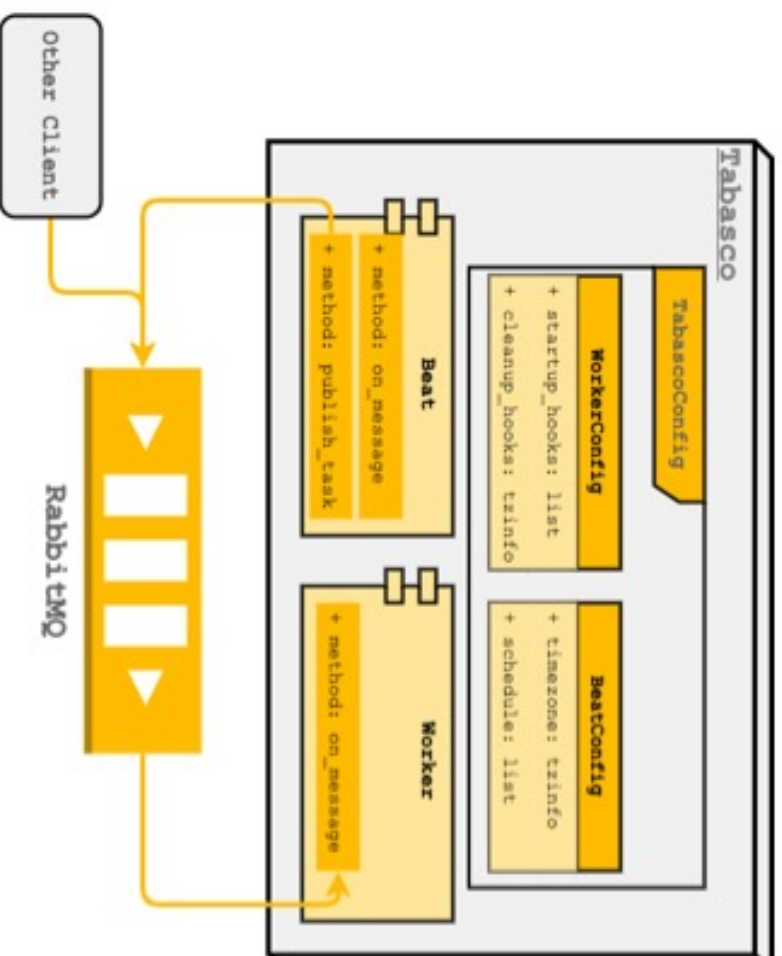 Tabasco
TabascoConfig
WorkerConfig
+ startup_hooks: list
+ cleanup_hooks: tzinfo
BeatConfig
+ timezone: tzinfo
+ schedule: list
Beat
+ method: on_message
+ method: publish_task
Worker
+ method: on_message
Other Client
RabbitMQ